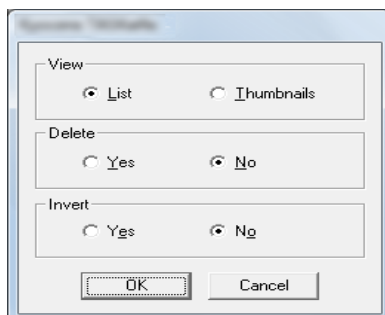 View
List Thumbnails
Delete
Yes No
Invert
Yes No
OK Cancel